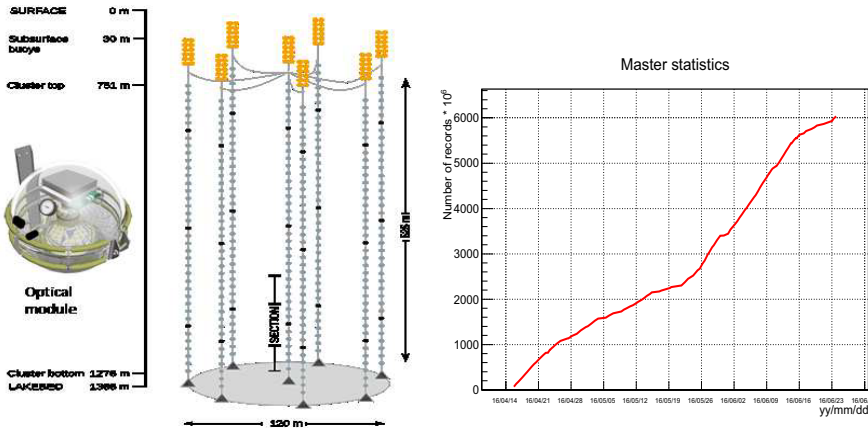 SURFACE 0 m
Subsurface 30 m
buoys
Cluster top 751 m
525 m
Optical
module
SECTION
Cluster bottom 1276 m
LAKEBED 1366 m
120 m
Master statistics
Number of records * 10^6
6000
5000
4000
3000
2000
1000
0
16/04/14 16/04/21 16/04/28 16/05/05 16/05/12 16/05/19 16/05/26 16/06/02 16/06/09 16/06/16 16/06/23 16/06/
yy/mm/dd